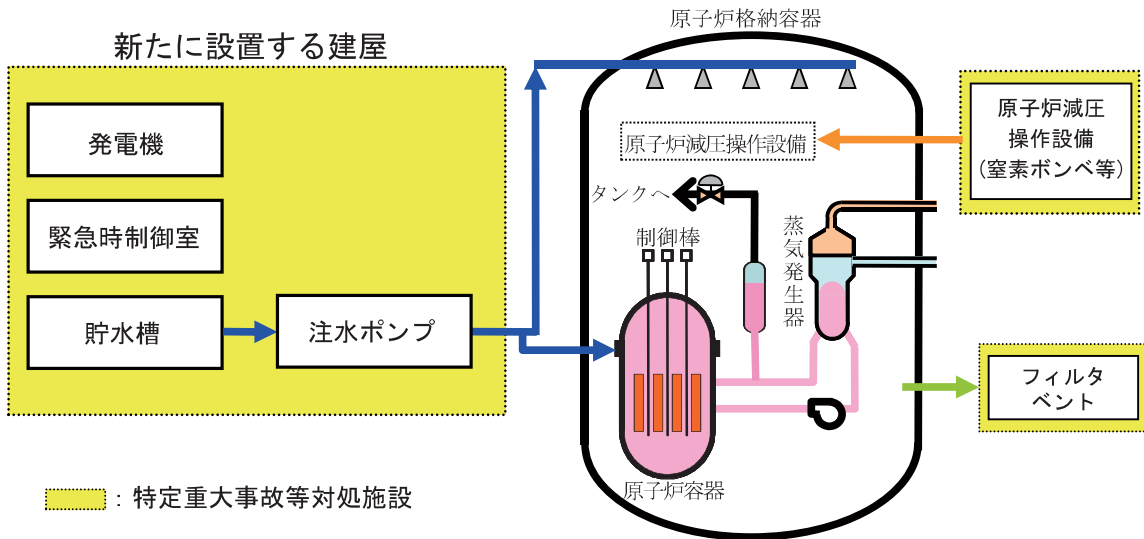 新たに設置する建屋
発電機
緊急時制御室
貯水槽
注水ポンプ
原子炉格納容器
原子炉減圧操作設備
タンクへ
制御棒
蒸気発生器
原子炉容器
原子炉減圧
操作設備
(窒素ボンベ等)
フィルタ
ベント
：特定重大事故等対処施設